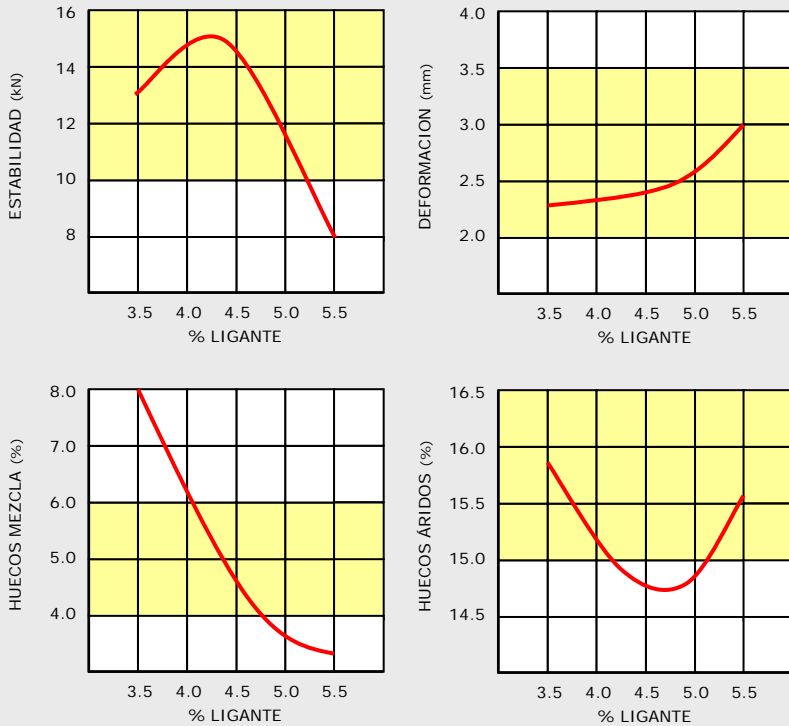 ESTABILIDAD (kN)
16
14
12
10
8
3.5 4.0 4.5 5.0 5.5
% LIGANTE
DEFORMACION (mm)
4.0
3.5
3.0
2.5
2.0
3.5 4.0 4.5 5.0 5.5
% LIGANTE
HUECOS MEZCLA (%)
8.0
7.0
6.0
5.0
4.0
3.5 4.0 4.5 5.0 5.5
% LIGANTE
HUECOS ÁRIDOS (%)
16.5
16.0
15.5
15.0
14.5
3.5 4.0 4.5 5.0 5.5
% LIGANTE